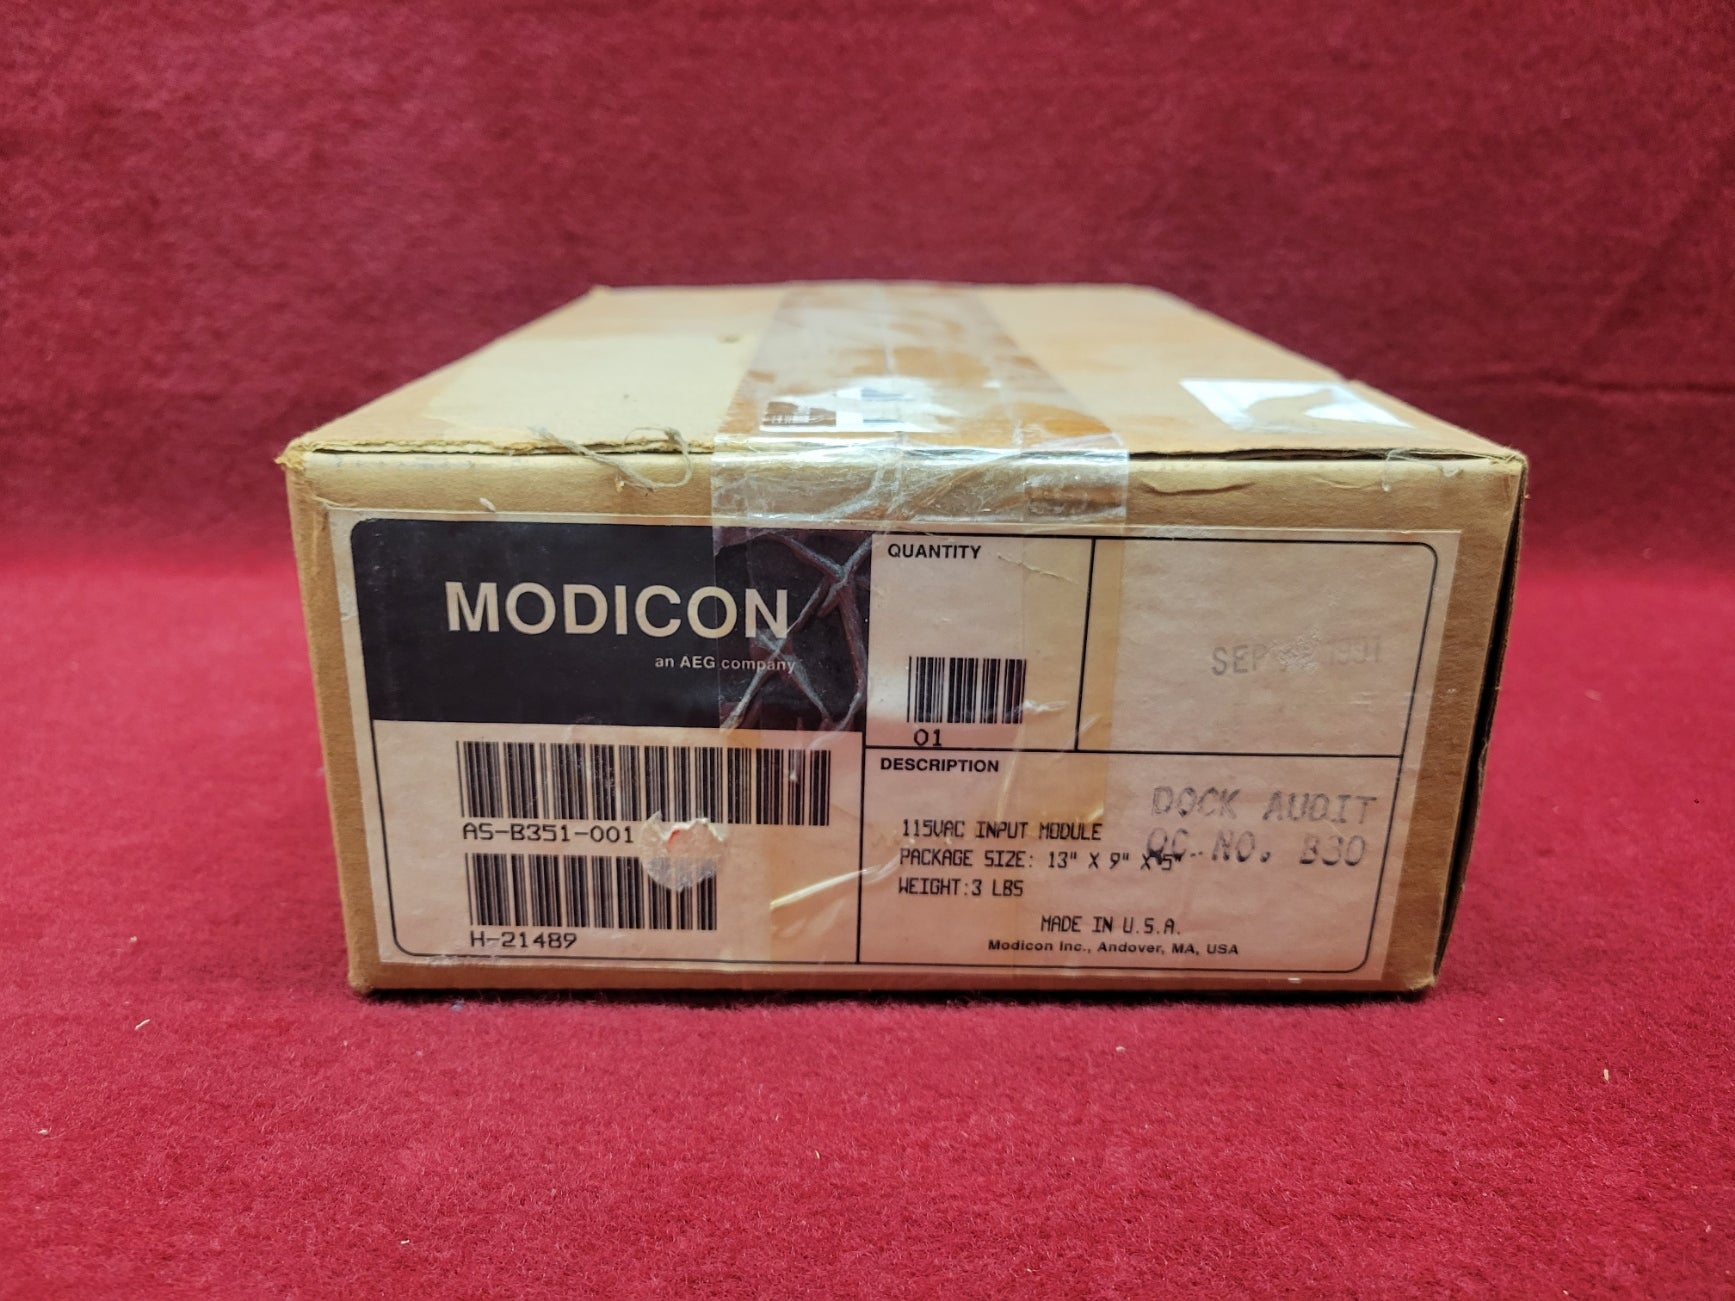 MODICON
an AEG company
QUANTITY
01
SEP 1991
AS-B351-001
H-21489
DESCRIPTION
115VAC INPUT MODULE
PACKAGE SIZE: 13" X 9" X 5"
WEIGHT:3 LBS
DOCK AUDIT
QC. NO. B30
MADE IN U.S.A.
Modicon Inc., Andover, MA, USA